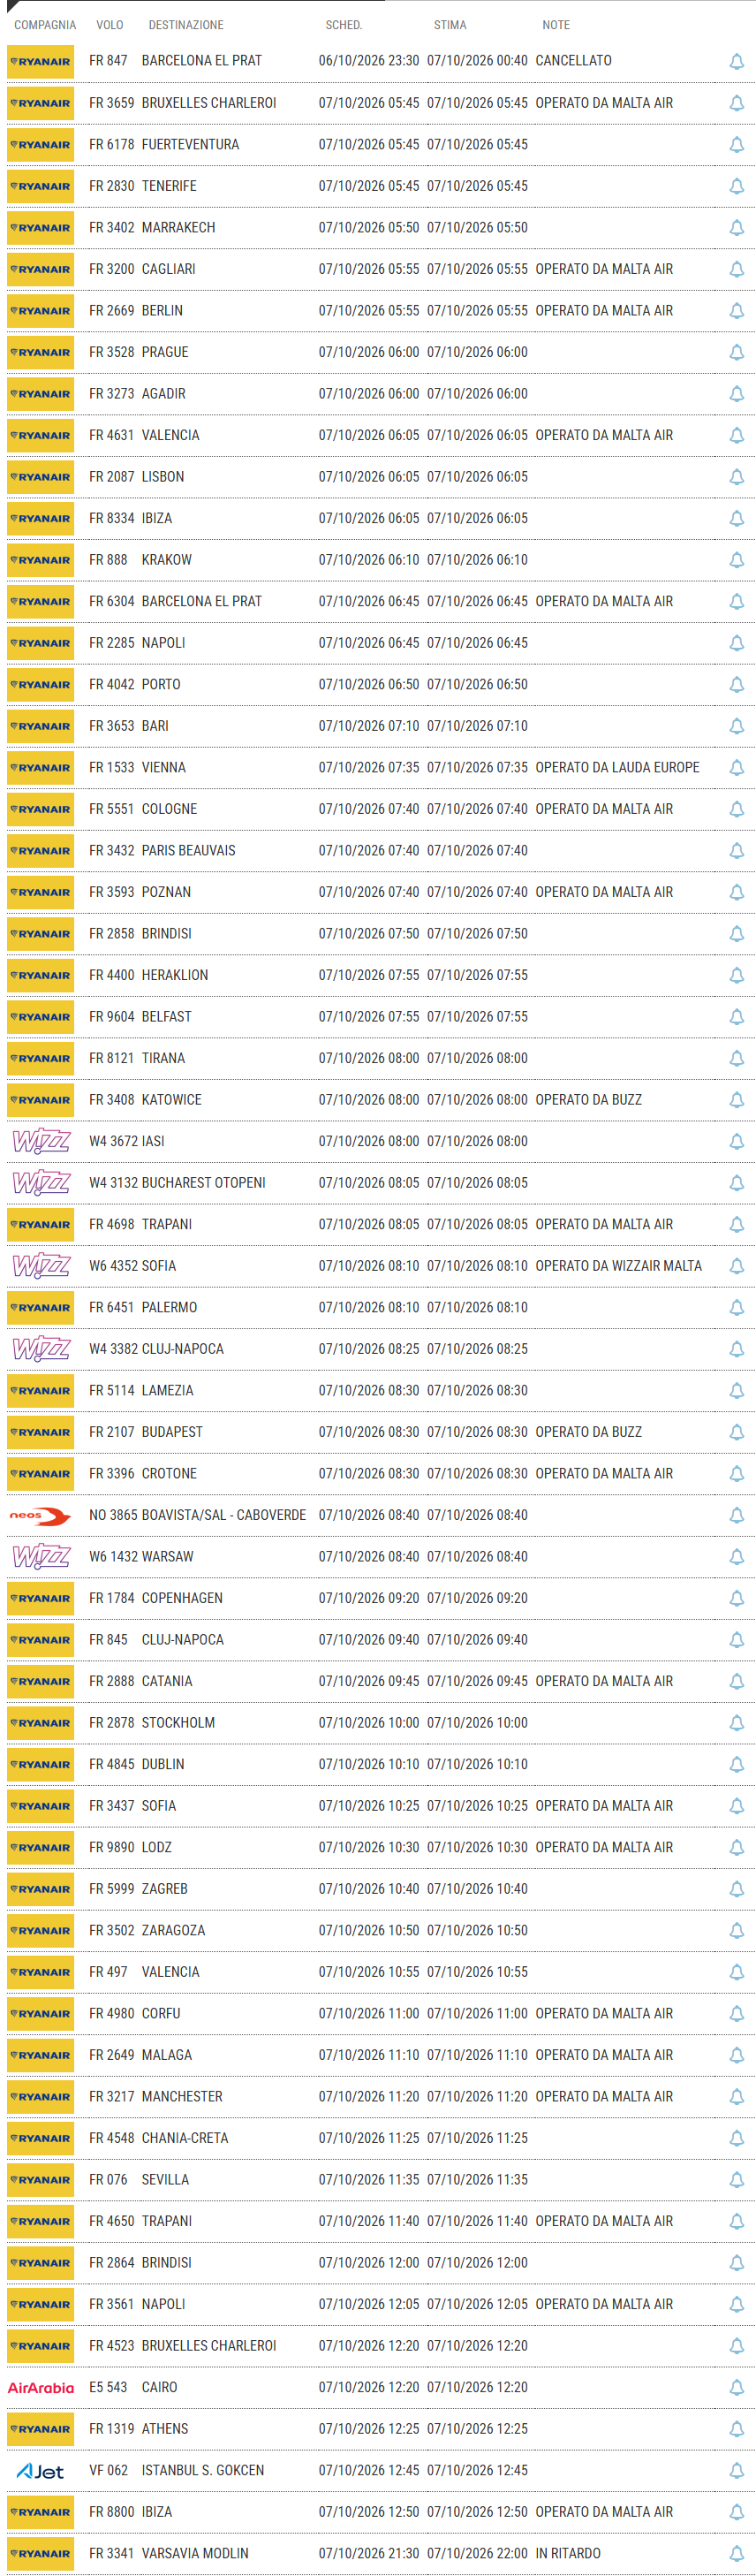 COMPAGNIA VOLO DESTINAZIONE SCHED. STIMA NOTE
RYANAIR FR 847 BARCELONA EL PRAT 06/10/2026 23:30 07/10/2026 00:40 CANCELLATO
RYANAIR FR 3659 BRUXELLES CHARLEROI 07/10/2026 05:45 07/10/2026 05:45 OPERATO DA MALTA AIR
RYANAIR FR 6178 FUERTEVENTURA 07/10/2026 05:45 07/10/2026 05:45
RYANAIR FR 2830 TENERIFE 07/10/2026 05:45 07/10/2026 05:45
RYANAIR FR 3402 MARRAKECH 07/10/2026 05:50 07/10/2026 05:50
RYANAIR FR 3200 CAGLIARI 07/10/2026 05:55 07/10/2026 05:55 OPERATO DA MALTA AIR
RYANAIR FR 2669 BERLIN 07/10/2026 05:55 07/10/2026 05:55 OPERATO DA MALTA AIR
RYANAIR FR 3528 PRAGUE 07/10/2026 06:00 07/10/2026 06:00
RYANAIR FR 3273 AGADIR 07/10/2026 06:00 07/10/2026 06:00
RYANAIR FR 4631 VALENCIA 07/10/2026 06:05 07/10/2026 06:05 OPERATO DA MALTA AIR
RYANAIR FR 2087 LISBON 07/10/2026 06:05 07/10/2026 06:05
RYANAIR FR 8334 IBIZA 07/10/2026 06:05 07/10/2026 06:05
RYANAIR FR 888 KRAKOW 07/10/2026 06:10 07/10/2026 06:10
RYANAIR FR 6304 BARCELONA EL PRAT 07/10/2026 06:45 07/10/2026 06:45 OPERATO DA MALTA AIR
RYANAIR FR 2285 NAPOLI 07/10/2026 06:45 07/10/2026 06:45
RYANAIR FR 4042 PORTO 07/10/2026 06:50 07/10/2026 06:50
RYANAIR FR 3653 BARI 07/10/2026 07:10 07/10/2026 07:10
RYANAIR FR 1533 VIENNA 07/10/2026 07:35 07/10/2026 07:35 OPERATO DA LAUDA EUROPE
RYANAIR FR 5551 COLOGNE 07/10/2026 07:40 07/10/2026 07:40 OPERATO DA MALTA AIR
RYANAIR FR 3432 PARIS BEAUVAIS 07/10/2026 07:40 07/10/2026 07:40
RYANAIR FR 3593 POZNAN 07/10/2026 07:40 07/10/2026 07:40 OPERATO DA MALTA AIR
RYANAIR FR 2858 BRINDISI 07/10/2026 07:50 07/10/2026 07:50
RYANAIR FR 4400 HERAKLION 07/10/2026 07:55 07/10/2026 07:55
RYANAIR FR 9604 BELFAST 07/10/2026 07:55 07/10/2026 07:55
RYANAIR FR 8121 TIRANA 07/10/2026 08:00 07/10/2026 08:00
RYANAIR FR 3408 KATOWICE 07/10/2026 08:00 07/10/2026 08:00 OPERATO DA BUZZ
WIZZ W4 3672 IASI 07/10/2026 08:00 07/10/2026 08:00
WIZZ W4 3132 BUCHAREST OTOPENI 07/10/2026 08:05 07/10/2026 08:05
RYANAIR FR 4698 TRAPANI 07/10/2026 08:05 07/10/2026 08:05 OPERATO DA MALTA AIR
WIZZ W6 4352 SOFIA 07/10/2026 08:10 07/10/2026 08:10 OPERATO DA WIZZAIR MALTA
RYANAIR FR 6451 PALERMO 07/10/2026 08:10 07/10/2026 08:10
WIZZ W4 3382 CLUJ-NAPOCA 07/10/2026 08:25 07/10/2026 08:25
RYANAIR FR 5114 LAMEZIA 07/10/2026 08:30 07/10/2026 08:30
RYANAIR FR 2107 BUDAPEST 07/10/2026 08:30 07/10/2026 08:30 OPERATO DA BUZZ
RYANAIR FR 3396 CROTONE 07/10/2026 08:30 07/10/2026 08:30 OPERATO DA MALTA AIR
neos NO 3865 BOAVISTA/SAL - CABOVERDE 07/10/2026 08:40 07/10/2026 08:40
WIZZ W6 1432 WARSAW 07/10/2026 08:40 07/10/2026 08:40
RYANAIR FR 1784 COPENHAGEN 07/10/2026 09:20 07/10/2026 09:20
RYANAIR FR 845 CLUJ-NAPOCA 07/10/2026 09:40 07/10/2026 09:40
RYANAIR FR 2888 CATANIA 07/10/2026 09:45 07/10/2026 09:45 OPERATO DA MALTA AIR
RYANAIR FR 2878 STOCKHOLM 07/10/2026 10:00 07/10/2026 10:00
RYANAIR FR 4845 DUBLIN 07/10/2026 10:10 07/10/2026 10:10
RYANAIR FR 3437 SOFIA 07/10/2026 10:25 07/10/2026 10:25 OPERATO DA MALTA AIR
RYANAIR FR 9890 LODZ 07/10/2026 10:30 07/10/2026 10:30 OPERATO DA MALTA AIR
RYANAIR FR 5999 ZAGREB 07/10/2026 10:40 07/10/2026 10:40
RYANAIR FR 3502 ZARAGOZA 07/10/2026 10:50 07/10/2026 10:50
RYANAIR FR 497 VALENCIA 07/10/2026 10:55 07/10/2026 10:55
RYANAIR FR 4980 CORFU 07/10/2026 11:00 07/10/2026 11:00 OPERATO DA MALTA AIR
RYANAIR FR 2649 MALAGA 07/10/2026 11:10 07/10/2026 11:10 OPERATO DA MALTA AIR
RYANAIR FR 3217 MANCHESTER 07/10/2026 11:20 07/10/2026 11:20 OPERATO DA MALTA AIR
RYANAIR FR 4548 CHANIA-CRETA 07/10/2026 11:25 07/10/2026 11:25
RYANAIR FR 076 SEVILLA 07/10/2026 11:35 07/10/2026 11:35
RYANAIR FR 4650 TRAPANI 07/10/2026 11:40 07/10/2026 11:40 OPERATO DA MALTA AIR
RYANAIR FR 2864 BRINDISI 07/10/2026 12:00 07/10/2026 12:00
RYANAIR FR 3561 NAPOLI 07/10/2026 12:05 07/10/2026 12:05 OPERATO DA MALTA AIR
RYANAIR FR 4523 BRUXELLES CHARLEROI 07/10/2026 12:20 07/10/2026 12:20
AirArabia E5 543 CAIRO 07/10/2026 12:20 07/10/2026 12:20
RYANAIR FR 1319 ATHENS 07/10/2026 12:25 07/10/2026 12:25
AJet VF 062 ISTANBUL S. GOKCEN 07/10/2026 12:45 07/10/2026 12:45
RYANAIR FR 8800 IBIZA 07/10/2026 12:50 07/10/2026 12:50 OPERATO DA MALTA AIR
RYANAIR FR 3341 VARSAVIA MODLIN 07/10/2026 21:30 07/10/2026 22:00 IN RITARDO